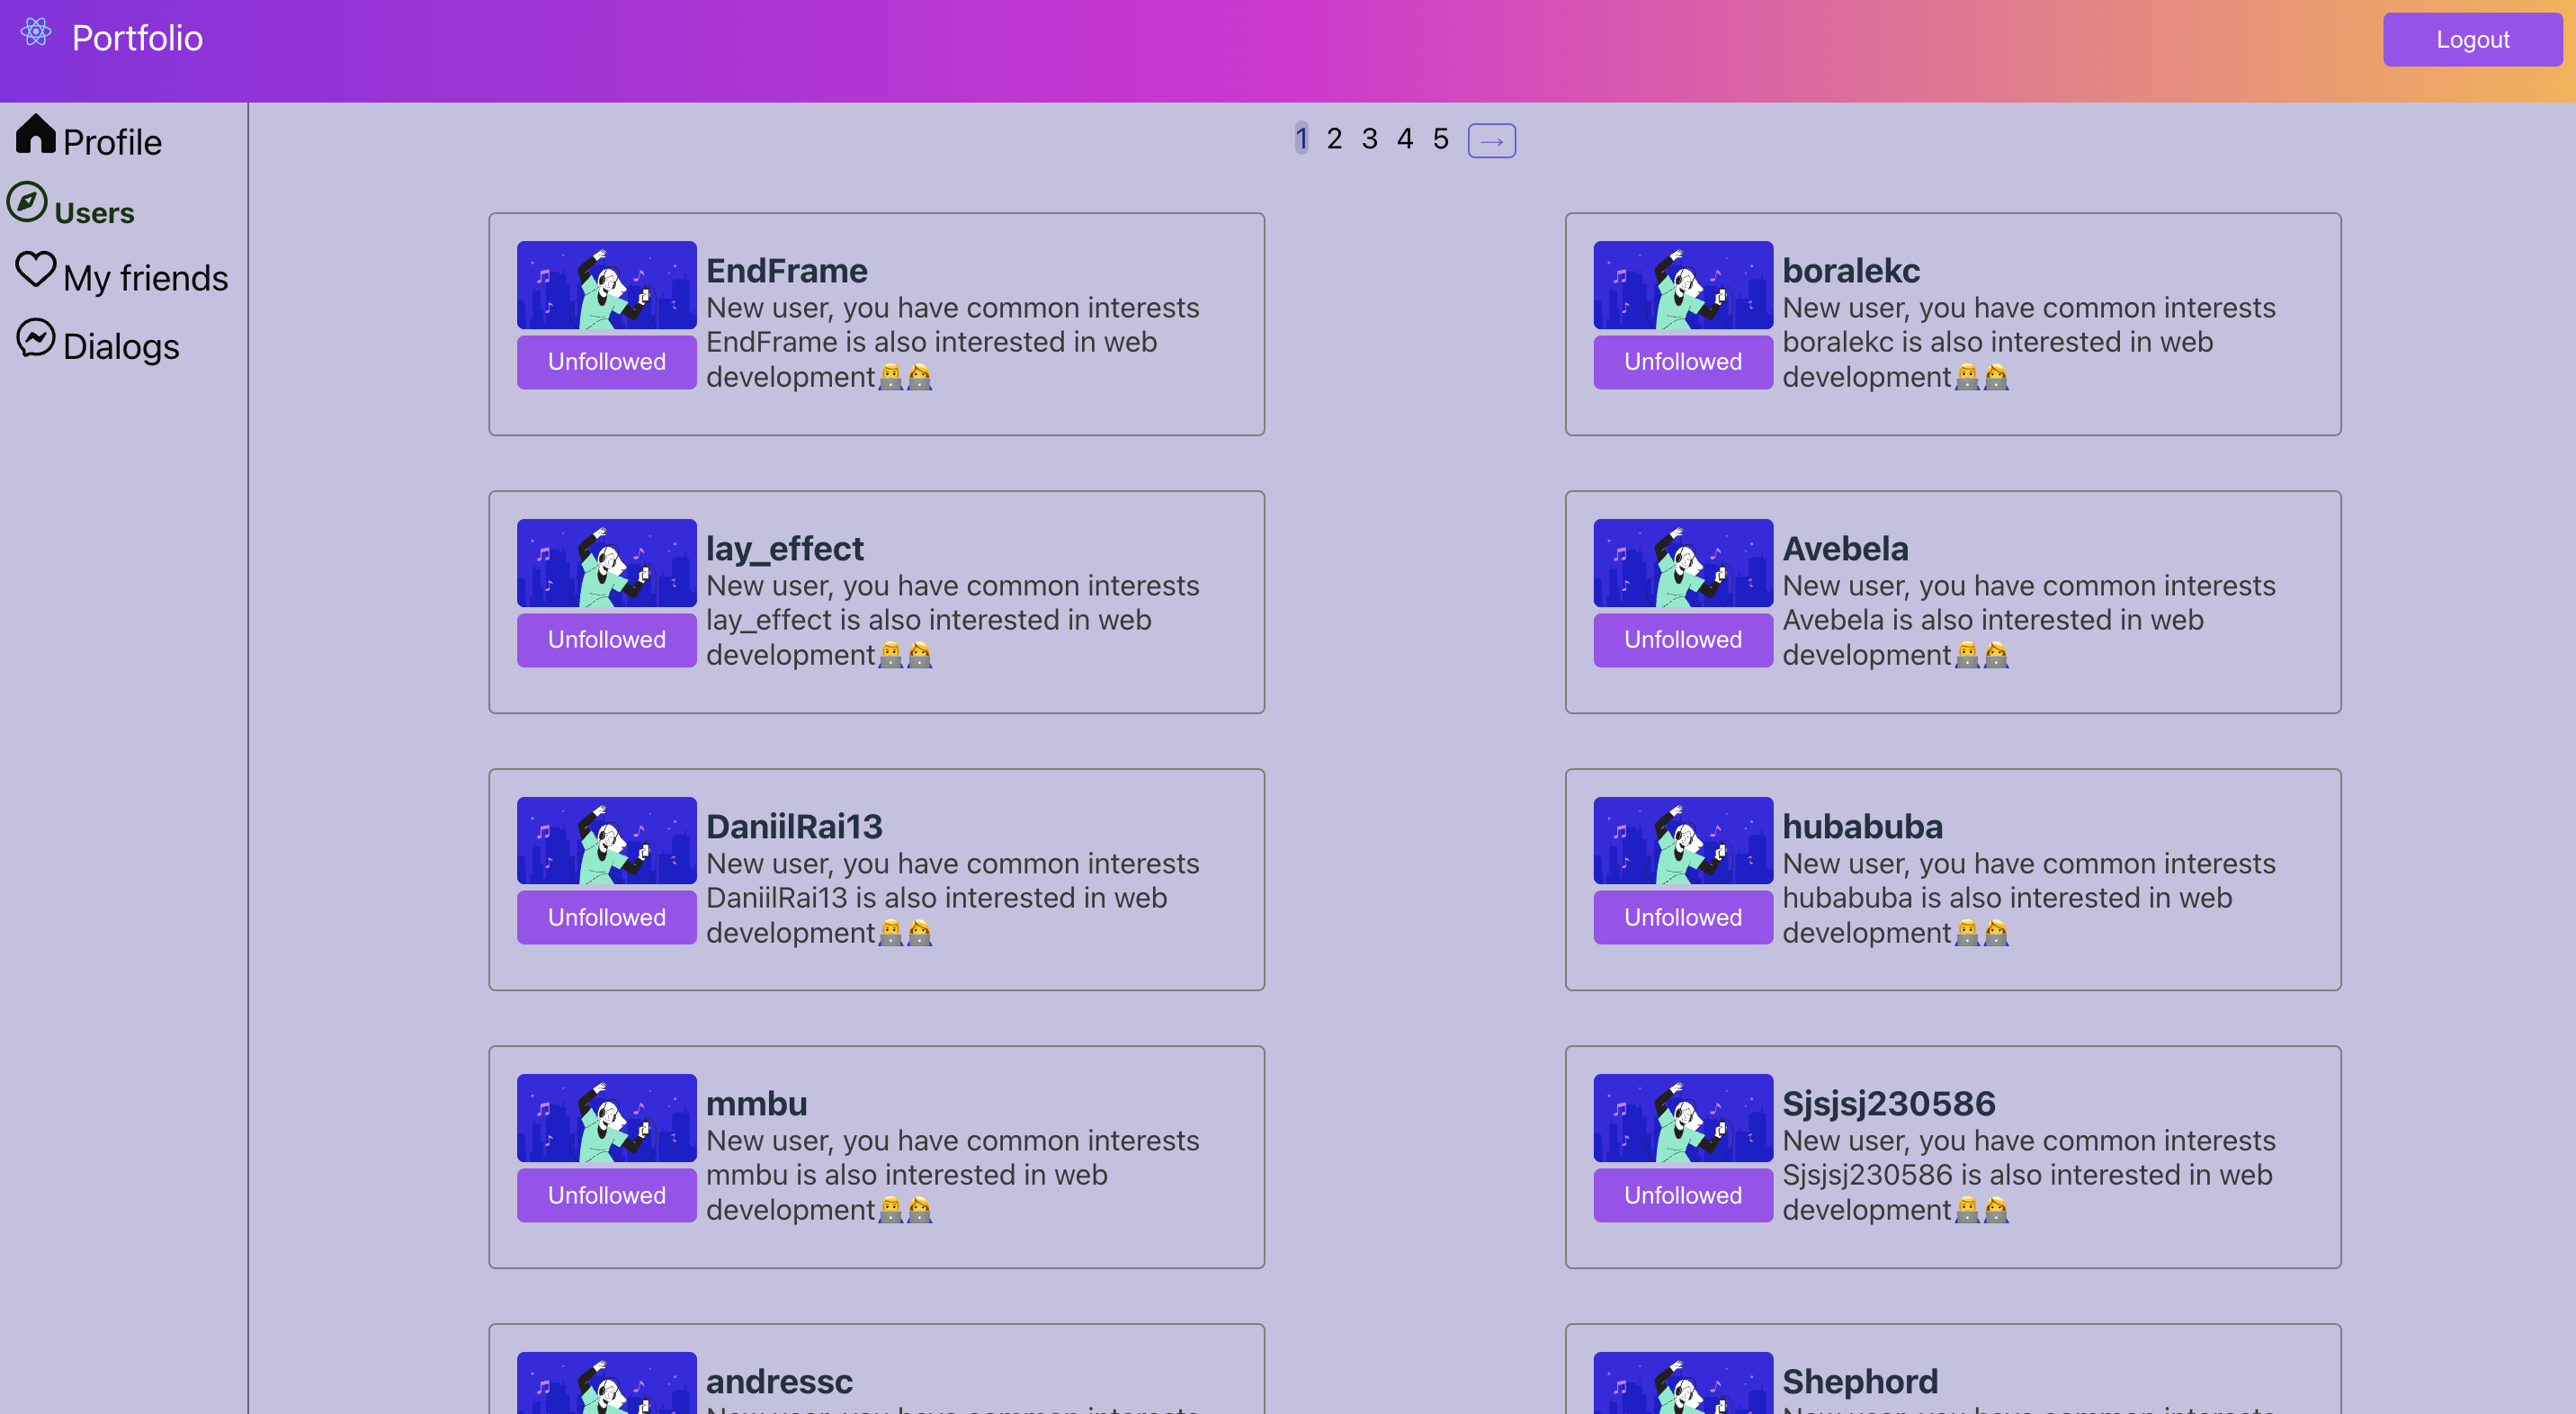 Portfolio
Logout
Profile
Users
My friends
Dialogs
1 2 3 4 5 →
EndFrame
New user, you have common interests
EndFrame is also interested in web
development👨‍💻👩‍💻
Unfollowed
boralekc
New user, you have common interests
boralekc is also interested in web
development👨‍💻👩‍💻
Unfollowed
lay_effect
New user, you have common interests
lay_effect is also interested in web
development👨‍💻👩‍💻
Unfollowed
Avebela
New user, you have common interests
Avebela is also interested in web
development👨‍💻👩‍💻
Unfollowed
DaniilRai13
New user, you have common interests
DaniilRai13 is also interested in web
development👨‍💻👩‍💻
Unfollowed
hubabuba
New user, you have common interests
hubabuba is also interested in web
development👨‍💻👩‍💻
Unfollowed
mmbu
New user, you have common interests
mmbu is also interested in web
development👨‍💻👩‍💻
Unfollowed
Sjsjsj230586
New user, you have common interests
Sjsjsj230586 is also interested in web
development👨‍💻👩‍💻
Unfollowed
andressc
Shephord